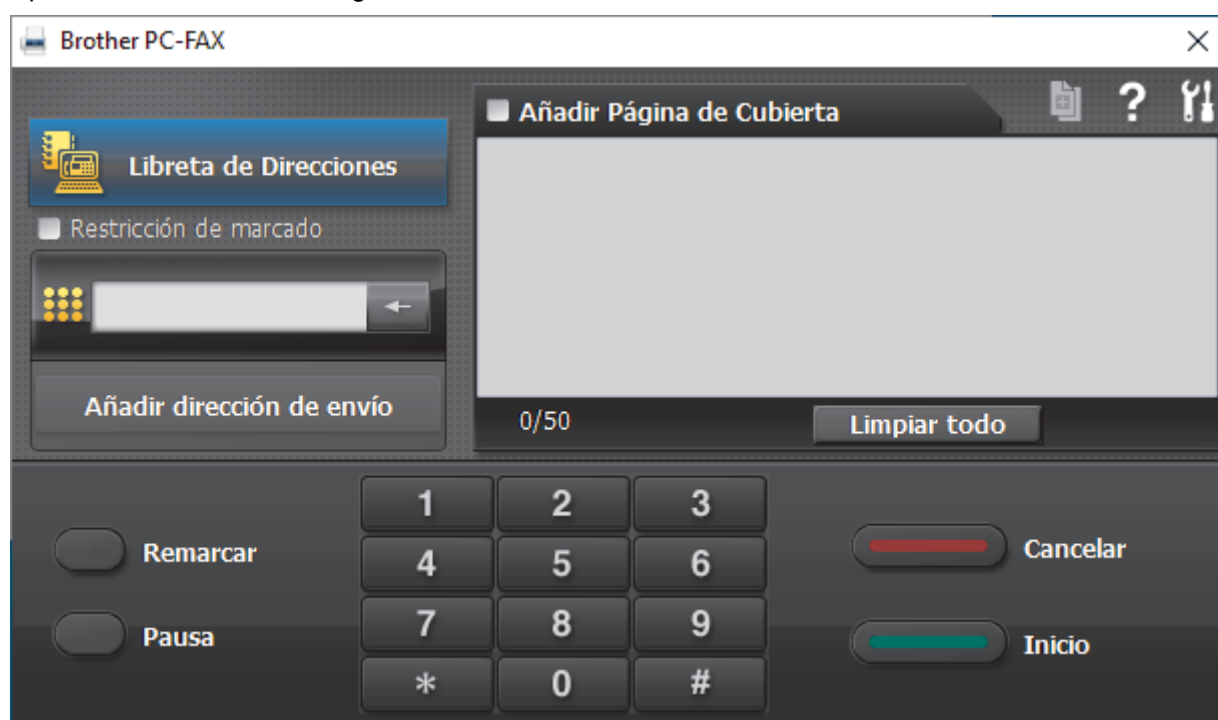 Brother PC-FAX
Añadir Página de Cubierta
?
Libreta de Direcciones
Restricción de marcado
Añadir dirección de envío
0/50
Limpiar todo
1 2 3
Remarcar
4 5 6
Cancelar
7 8 9
Pausa
Inicio
* 0 #